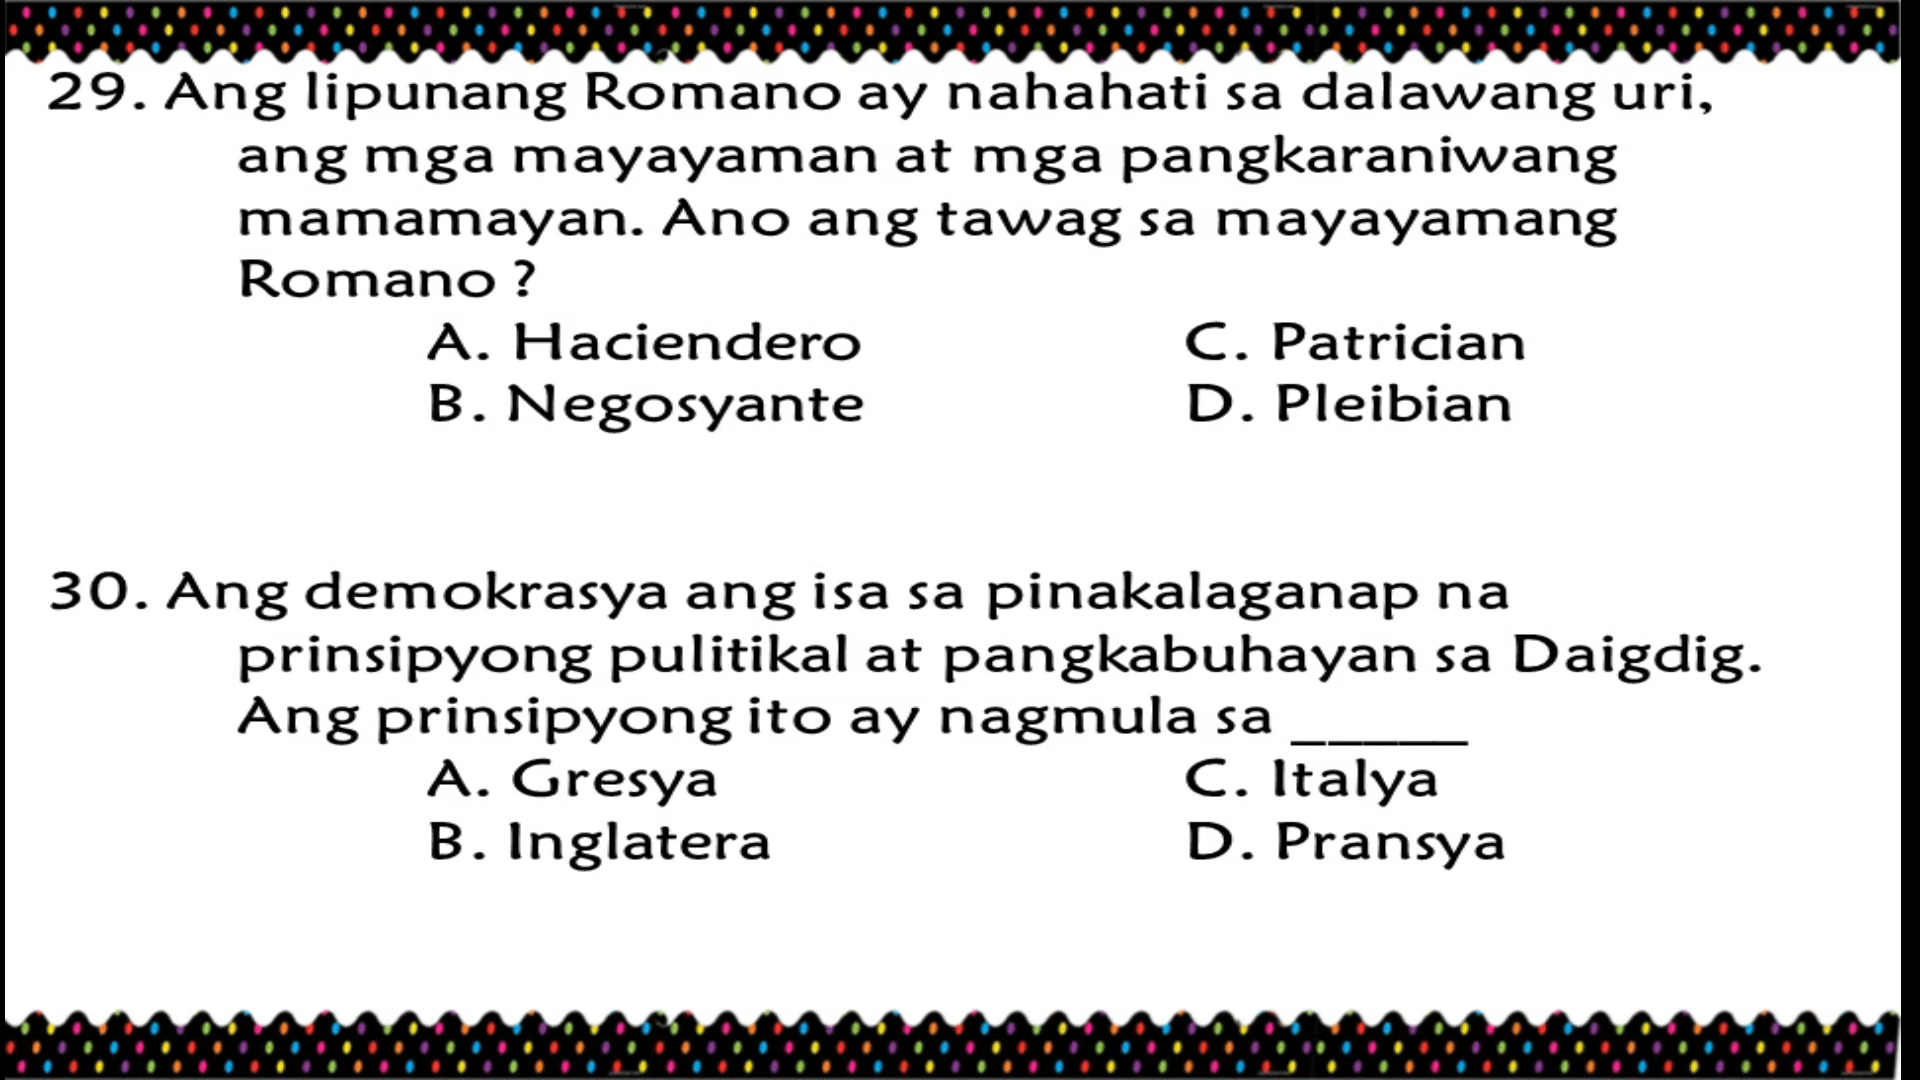 29. Ang lipunang Romano ay nahahati sa dalawang uri,
ang mga mayayaman at mga pangkaraniwang
mamamayan. Ano ang tawag sa mayayamang
Romano ?
A. Haciendero C. Patrician
B. Negosyante D. Pleibian
30. Ang demokrasya ang isa sa pinakalaganap na
prinsipyong pulitikal at pangkabuhayan sa Daigdig.
Ang prinsipyong ito ay nagmula sa _____
A. Gresya C. Italya
B. Inglatera D. Pransya